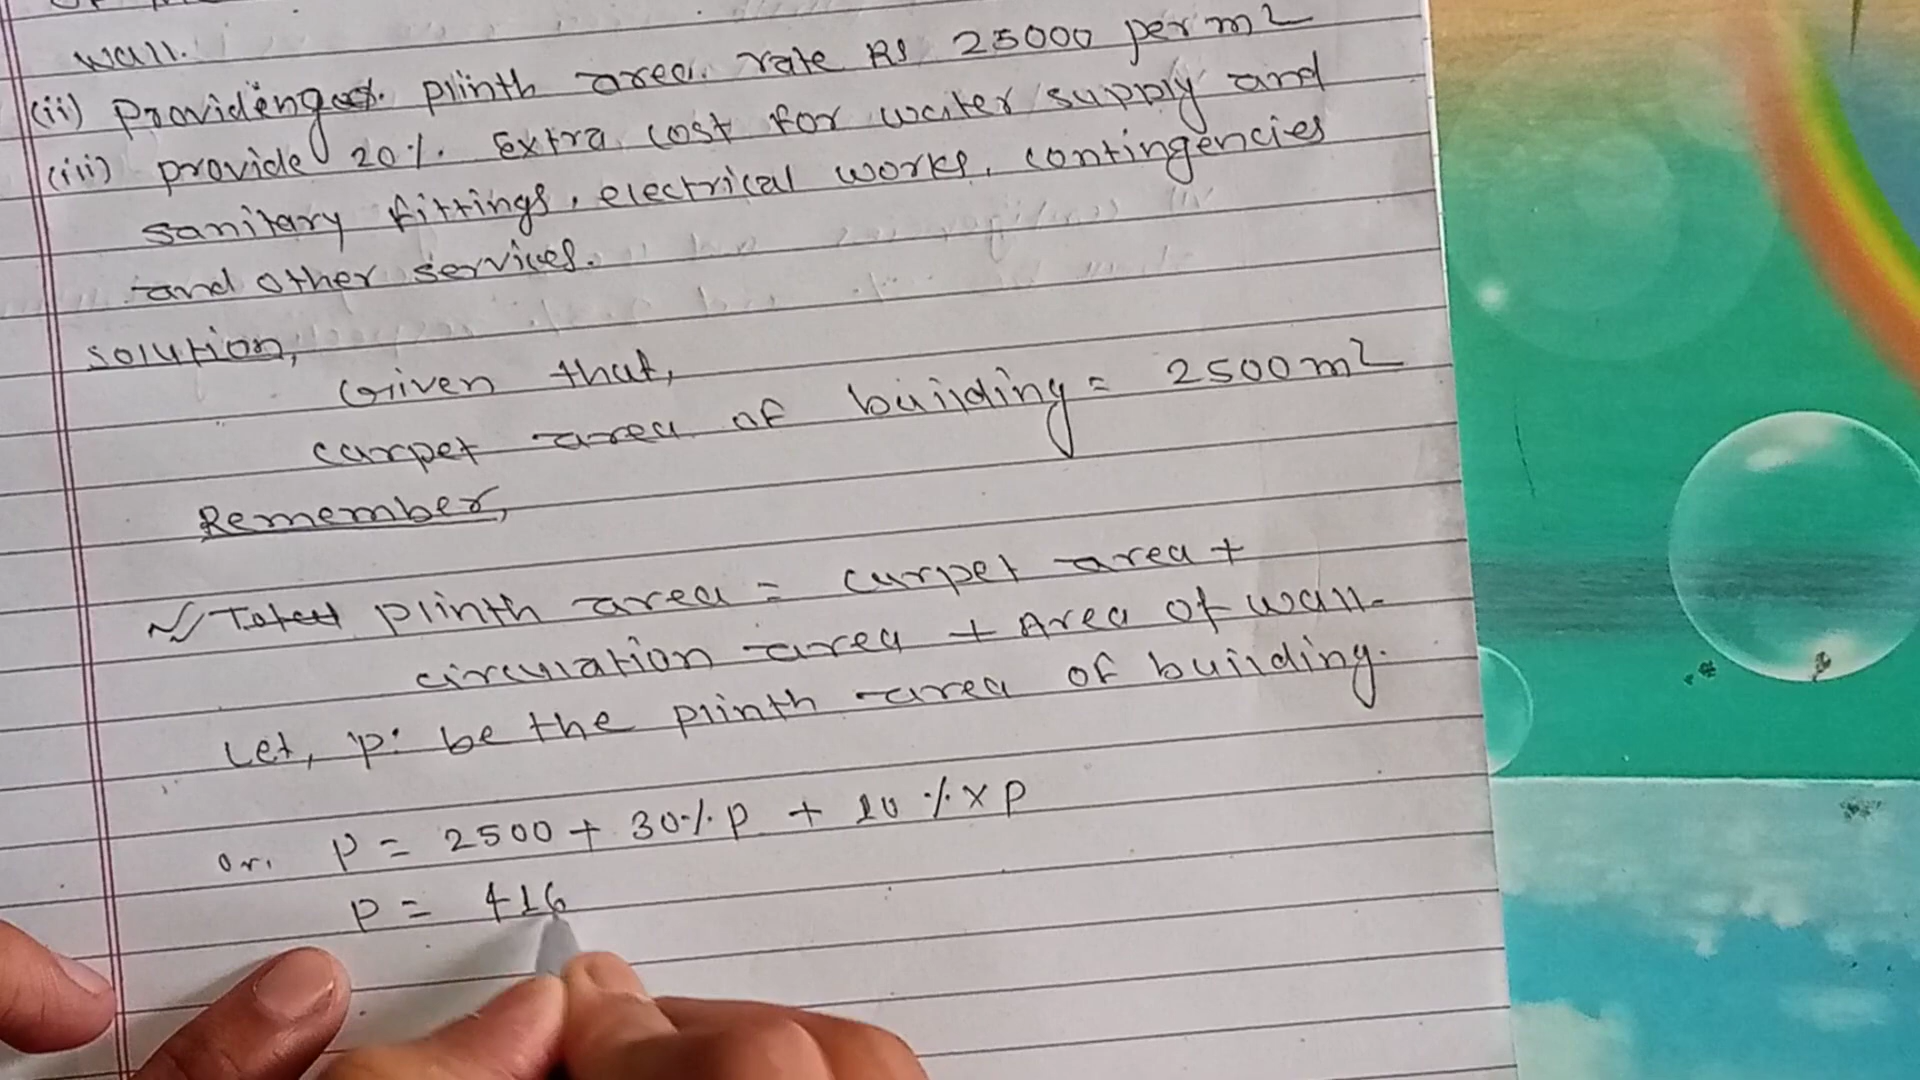 wall.
(ii) Providing plinth area rate Rs 25000 per m2
(iii) provide 20% Extra cost for water supply and
sanitary fittings, electrical works, contingencies
and other services.
solution,
Given that,
carpet area of building = 2500m2
Remember,
Total plinth area = carpet area +
circulation area + Area of wall.
Let, 'p' be the plinth area of building.
or, P = 2500 + 30% P + 10% x P
P = 416